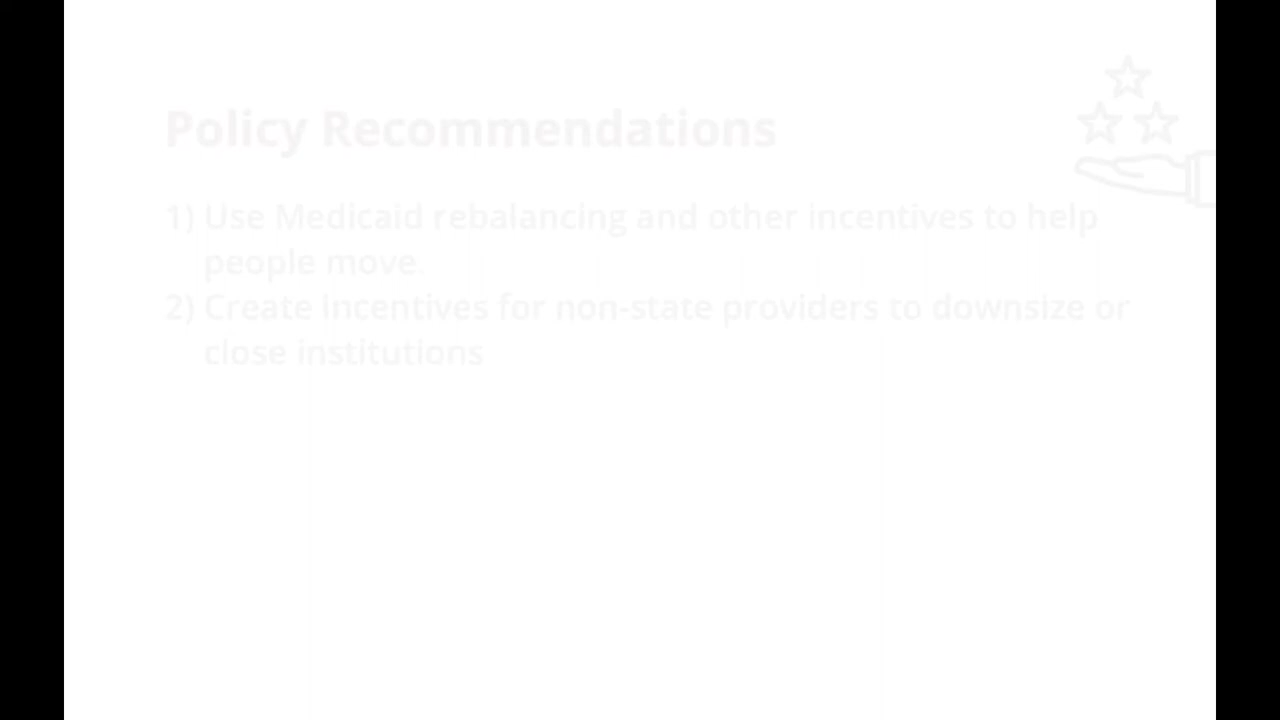 Policy Recommendations
1) Use Medicaid rebalancing and other incentives to help
people move.
2) Create incentives for non-state providers to downsize or
close institutions